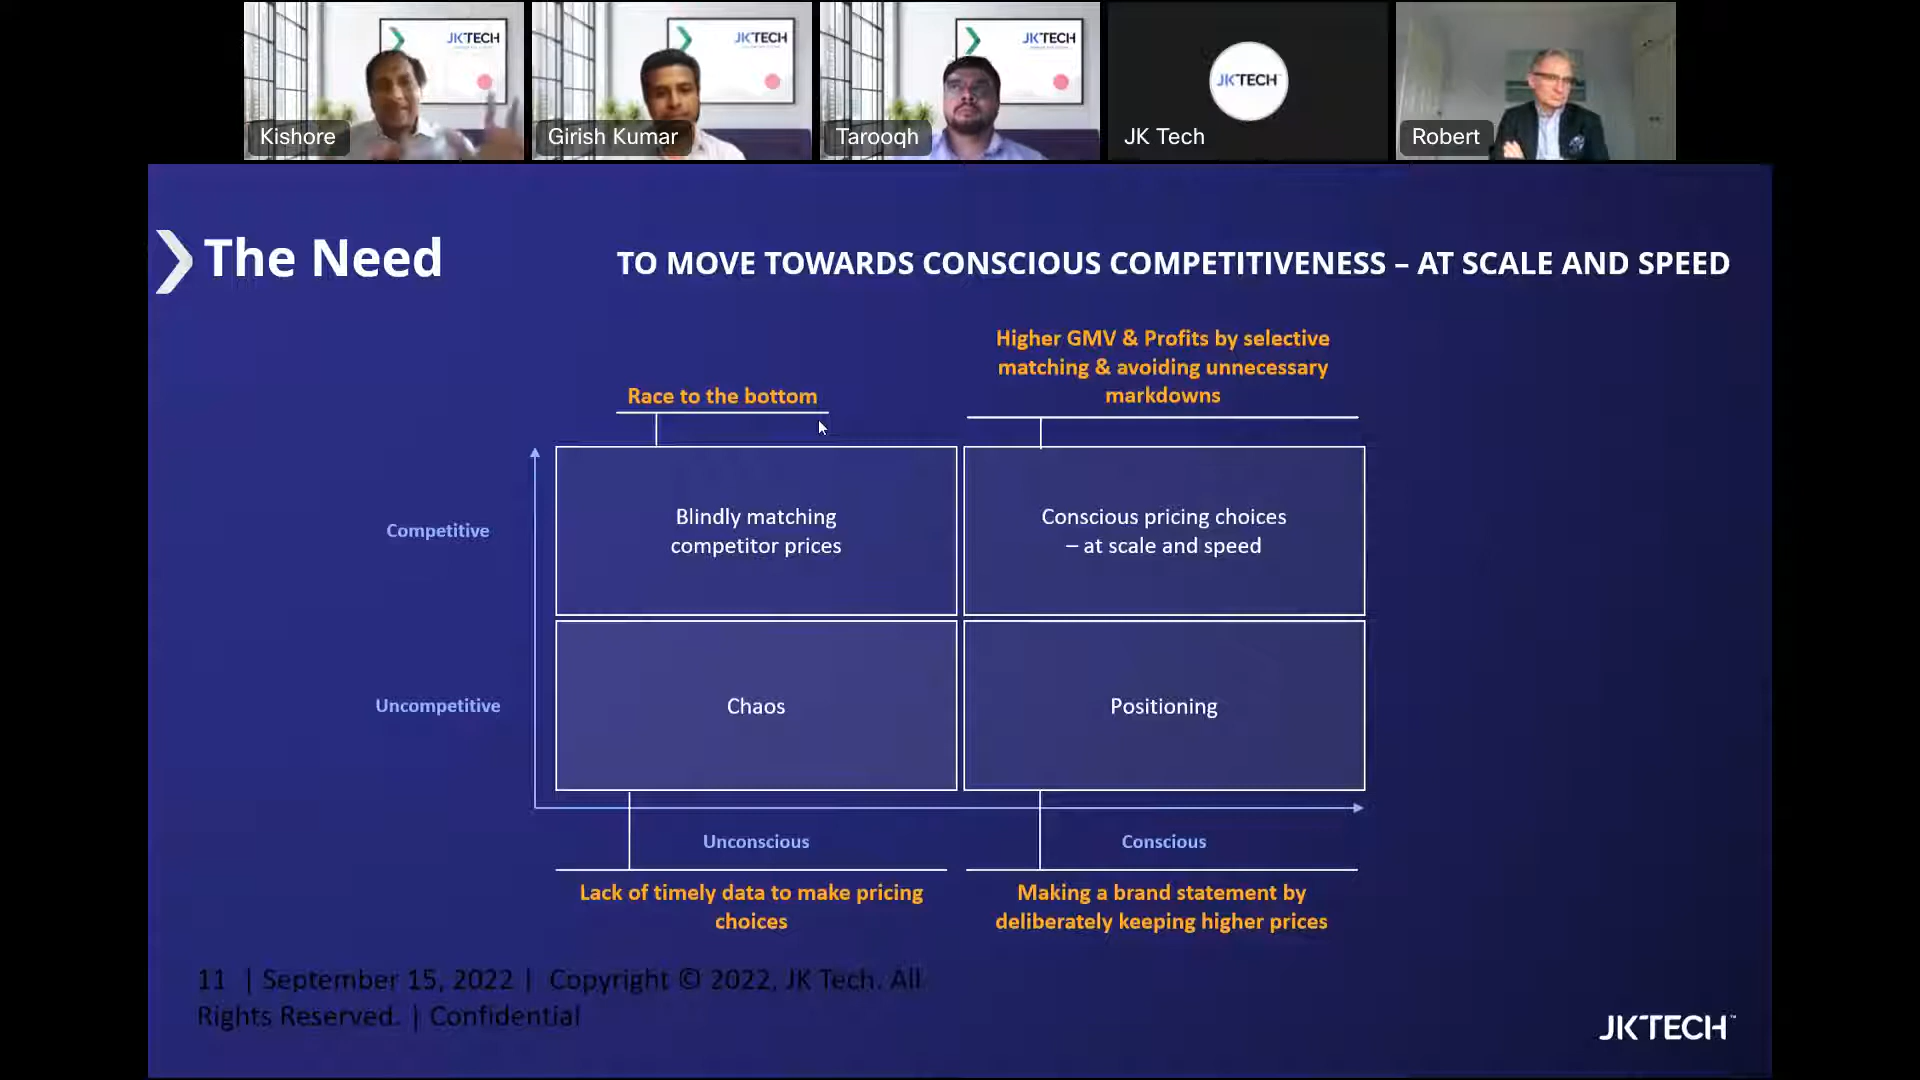 JKTECH
JKTECH
JKTECH
JKTECH
Kishore
Girish Kumar
Tarooqh
JK Tech
Robert
The Need
TO MOVE TOWARDS CONSCIOUS COMPETITIVENESS – AT SCALE AND SPEED
Higher GMV & Profits by selective
matching & avoiding unnecessary
markdowns
Race to the bottom
Competitive
Blindly matching
competitor prices
Conscious pricing choices
– at scale and speed
Uncompetitive
Chaos
Positioning
Unconscious
Conscious
Lack of timely data to make pricing
choices
Making a brand statement by
deliberately keeping higher prices
11 | September 15, 2022 | Copyright © 2022, JK Tech. All
Rights Reserved. | Confidential
JKTECH™